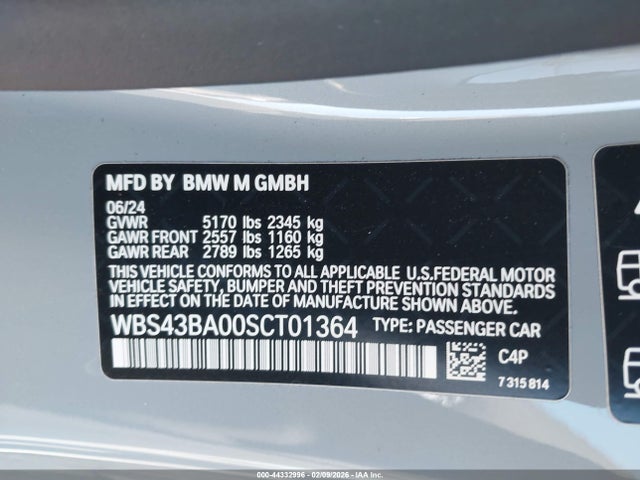 MFD BY BMW M GMBH
06/24
GVWR 5170 lbs 2345 kg
GAWR FRONT 2557 lbs 1160 kg
GAWR REAR 2789 lbs 1265 kg
THIS VEHICLE CONFORMS TO ALL APPLICABLE U.S.FEDERAL MOTOR
VEHICLE SAFETY, BUMPER AND THEFT PREVENTION STANDARDS
IN EFFECT ON THE DATE OF MANUFACTURE SHOWN ABOVE.
WBS43BA00SCT01364 TYPE: PASSENGER CAR
C4P
7 315 814
000-44332996 - 02/09/2026 - IAA Inc.